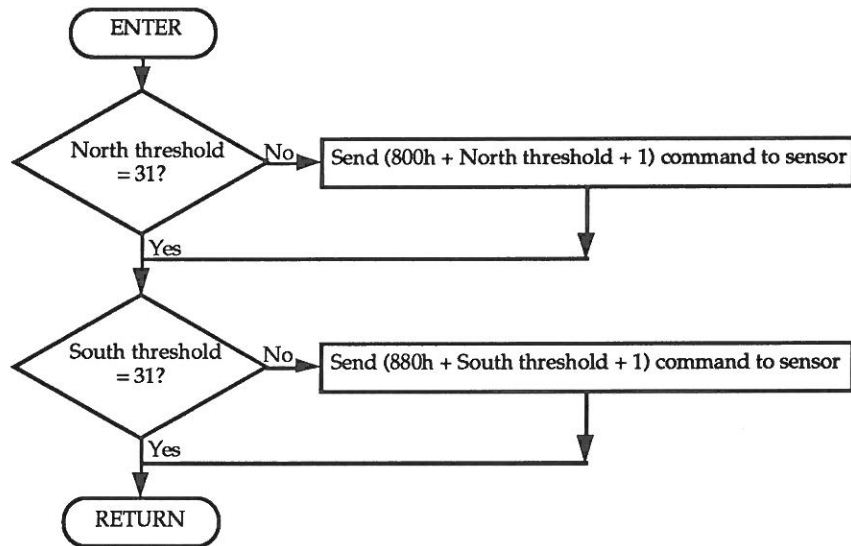 ENTER
North threshold
= 31?
No
Send (800h + North threshold + 1) command to sensor
Yes
South threshold
= 31?
No
Send (880h + South threshold + 1) command to sensor
Yes
RETURN